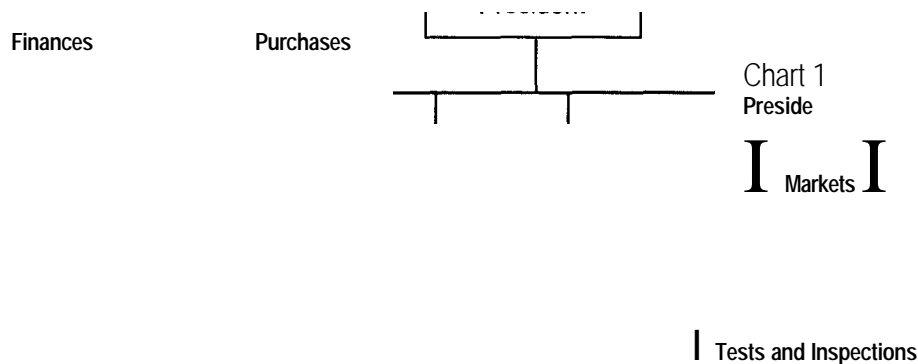 Finances
Purchases
Chart 1
Preside
I Markets I
Tests and Inspections